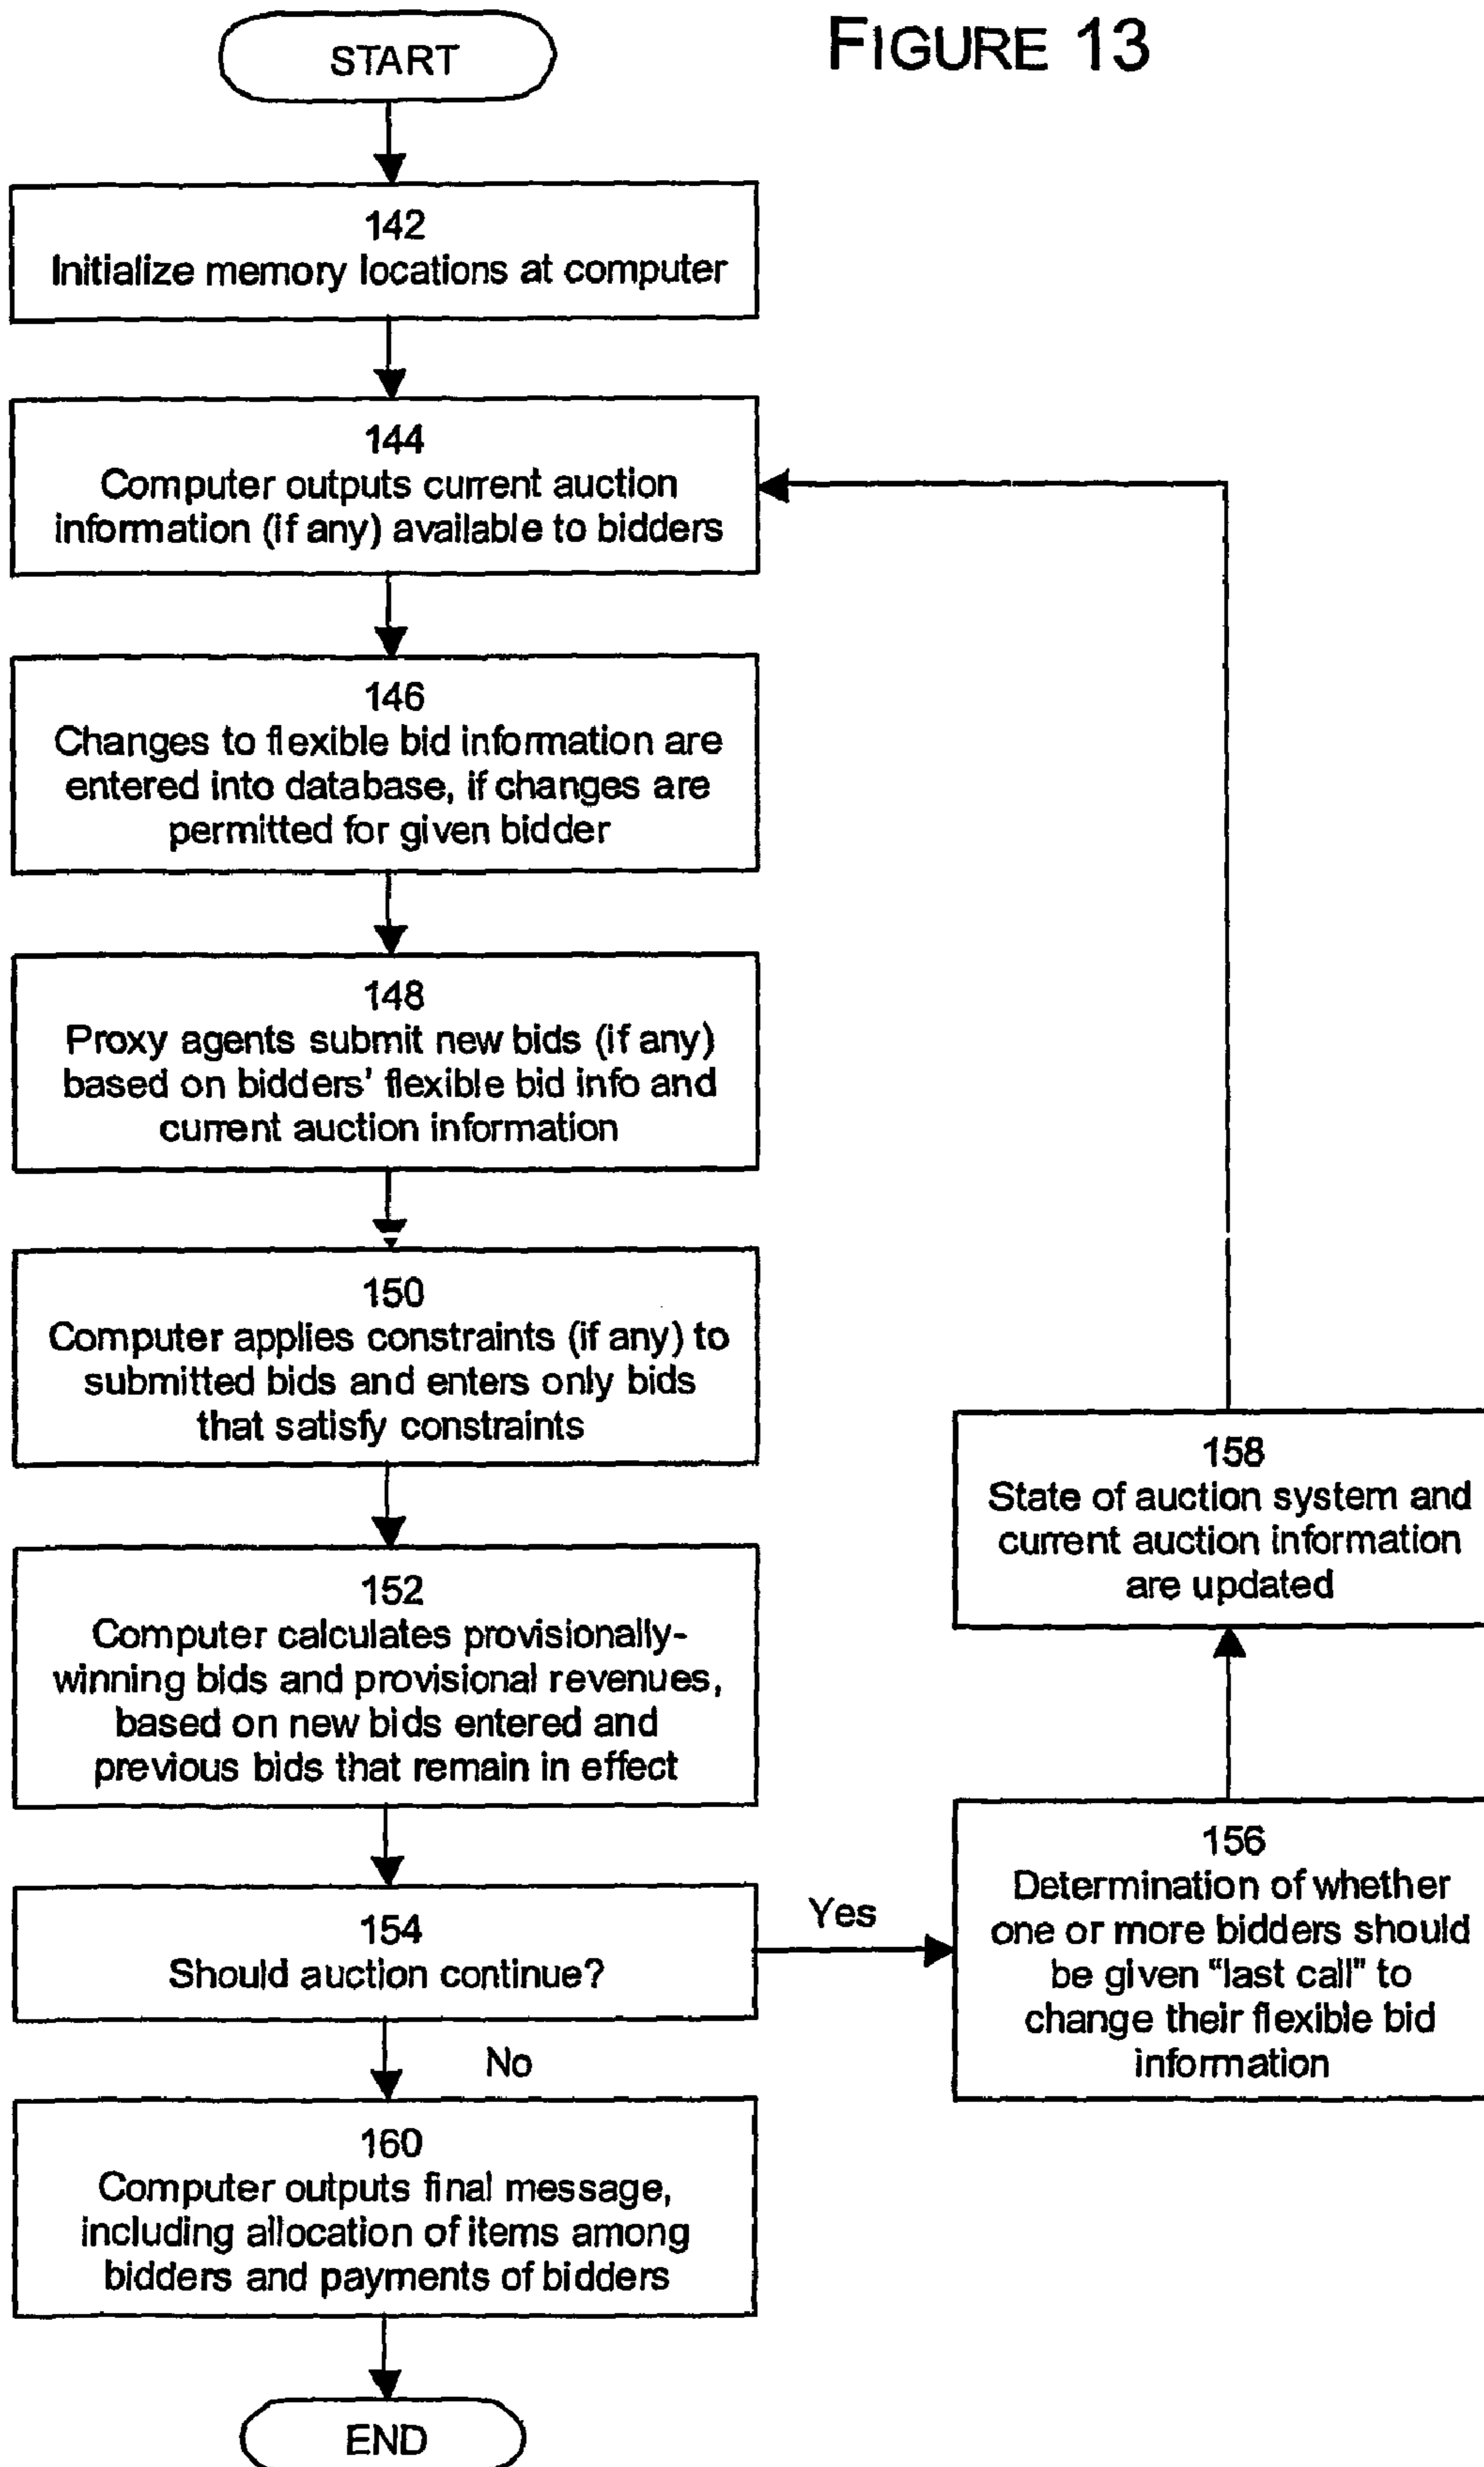 FIGURE 13
START
142
Initialize memory locations at computer
144
Computer outputs current auction
information (if any) available to bidders
146
Changes to flexible bid information are
entered into database, if changes are
permitted for given bidder
148
Proxy agents submit new bids (if any)
based on bidders' flexible bid info and
current auction information
150
Computer applies constraints (if any) to
submitted bids and enters only bids
that satisfy constraints
152
Computer calculates provisionally-
winning bids and provisional revenues,
based on new bids entered and
previous bids that remain in effect
154
Should auction continue?
Yes
No
156
Determination of whether
one or more bidders should
be given "last call" to
change their flexible bid
information
158
State of auction system and
current auction information
are updated
160
Computer outputs final message,
including allocation of items among
bidders and payments of bidders
END